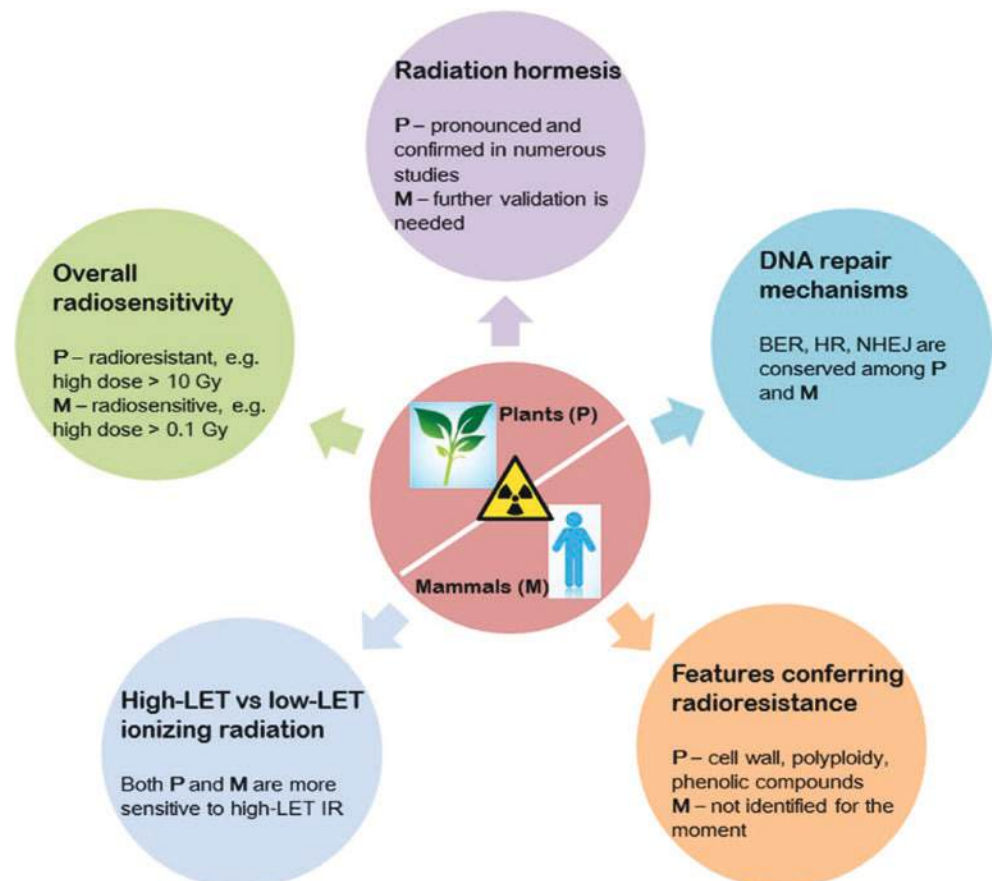 Radiation hormesis
P – pronounced and
confirmed in numerous
studies
M – further validation is
needed
Overall
radiosensitivity
P – radioresistant, e.g.
high dose > 10 Gy
M – radiosensitive, e.g.
high dose > 0.1 Gy
DNA repair
mechanisms
BER, HR, NHEJ are
conserved among P
and M
Plants (P)
Mammals (M)
High-LET vs low-LET
ionizing radiation
Both P and M are more
sensitive to high-LET IR
Features conferring
radioresistance
P – cell wall, polyploidy,
phenolic compounds
M – not identified for the
moment